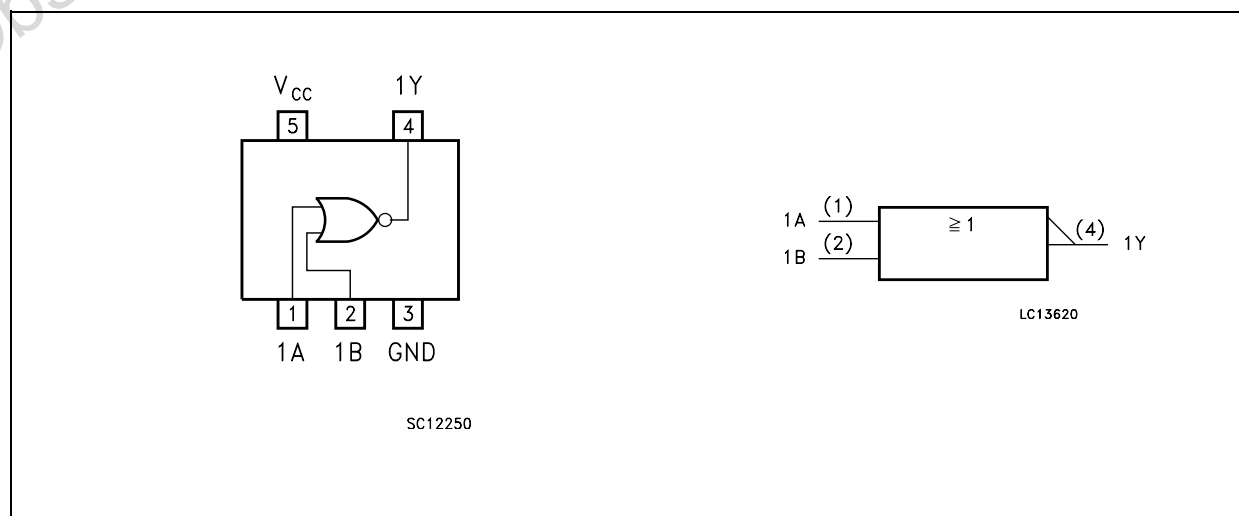 V CC 1Y
5 4
1 2 3
1A 1B GND
SC12250
1A (1) ≧ 1 (4) 1Y
1B (2)
LC13620